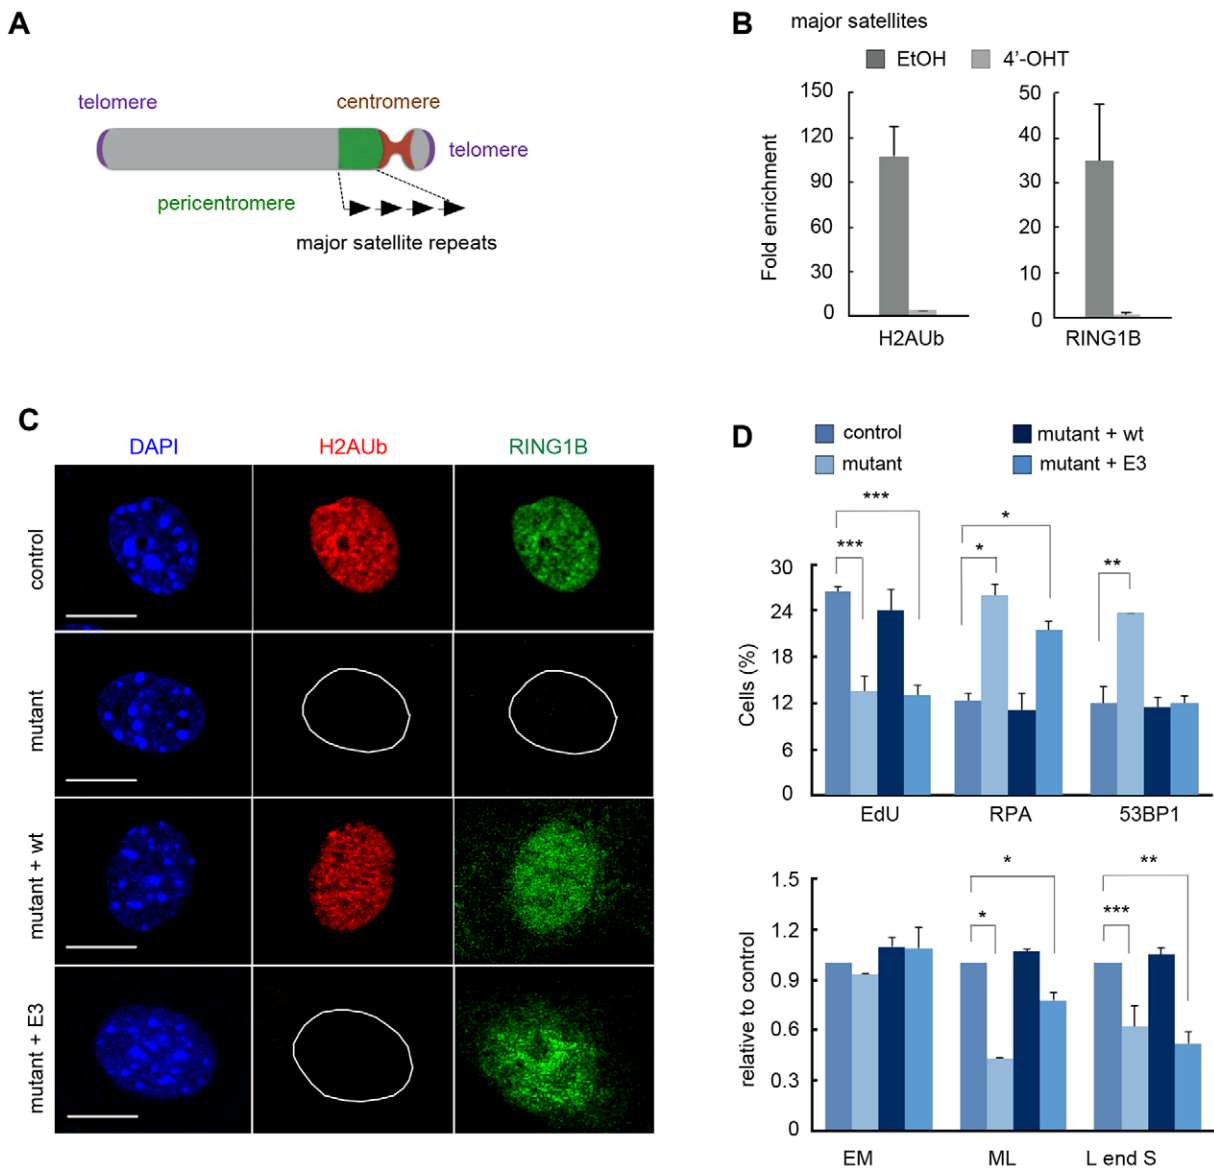 A
telomere
centromere
telomere
pericentromere
major satellite repeats
B
major satellites
EtOH
4'-OHT
Fold enrichment
150
120
90
60
30
0
H2AUb
50
40
30
20
10
0
RING1B
C
DAPI
H2AUb
RING1B
control
mutant
mutant + wt
mutant + E3
D
control
mutant + wt
mutant
mutant + E3
Cells (%)
30
24
18
12
6
0
***
***
*
*
**
EdU
RPA
53BP1
relative to control
1.5
1.2
0.9
0.6
0.3
0
*
*
**
***
EM
ML
L end S